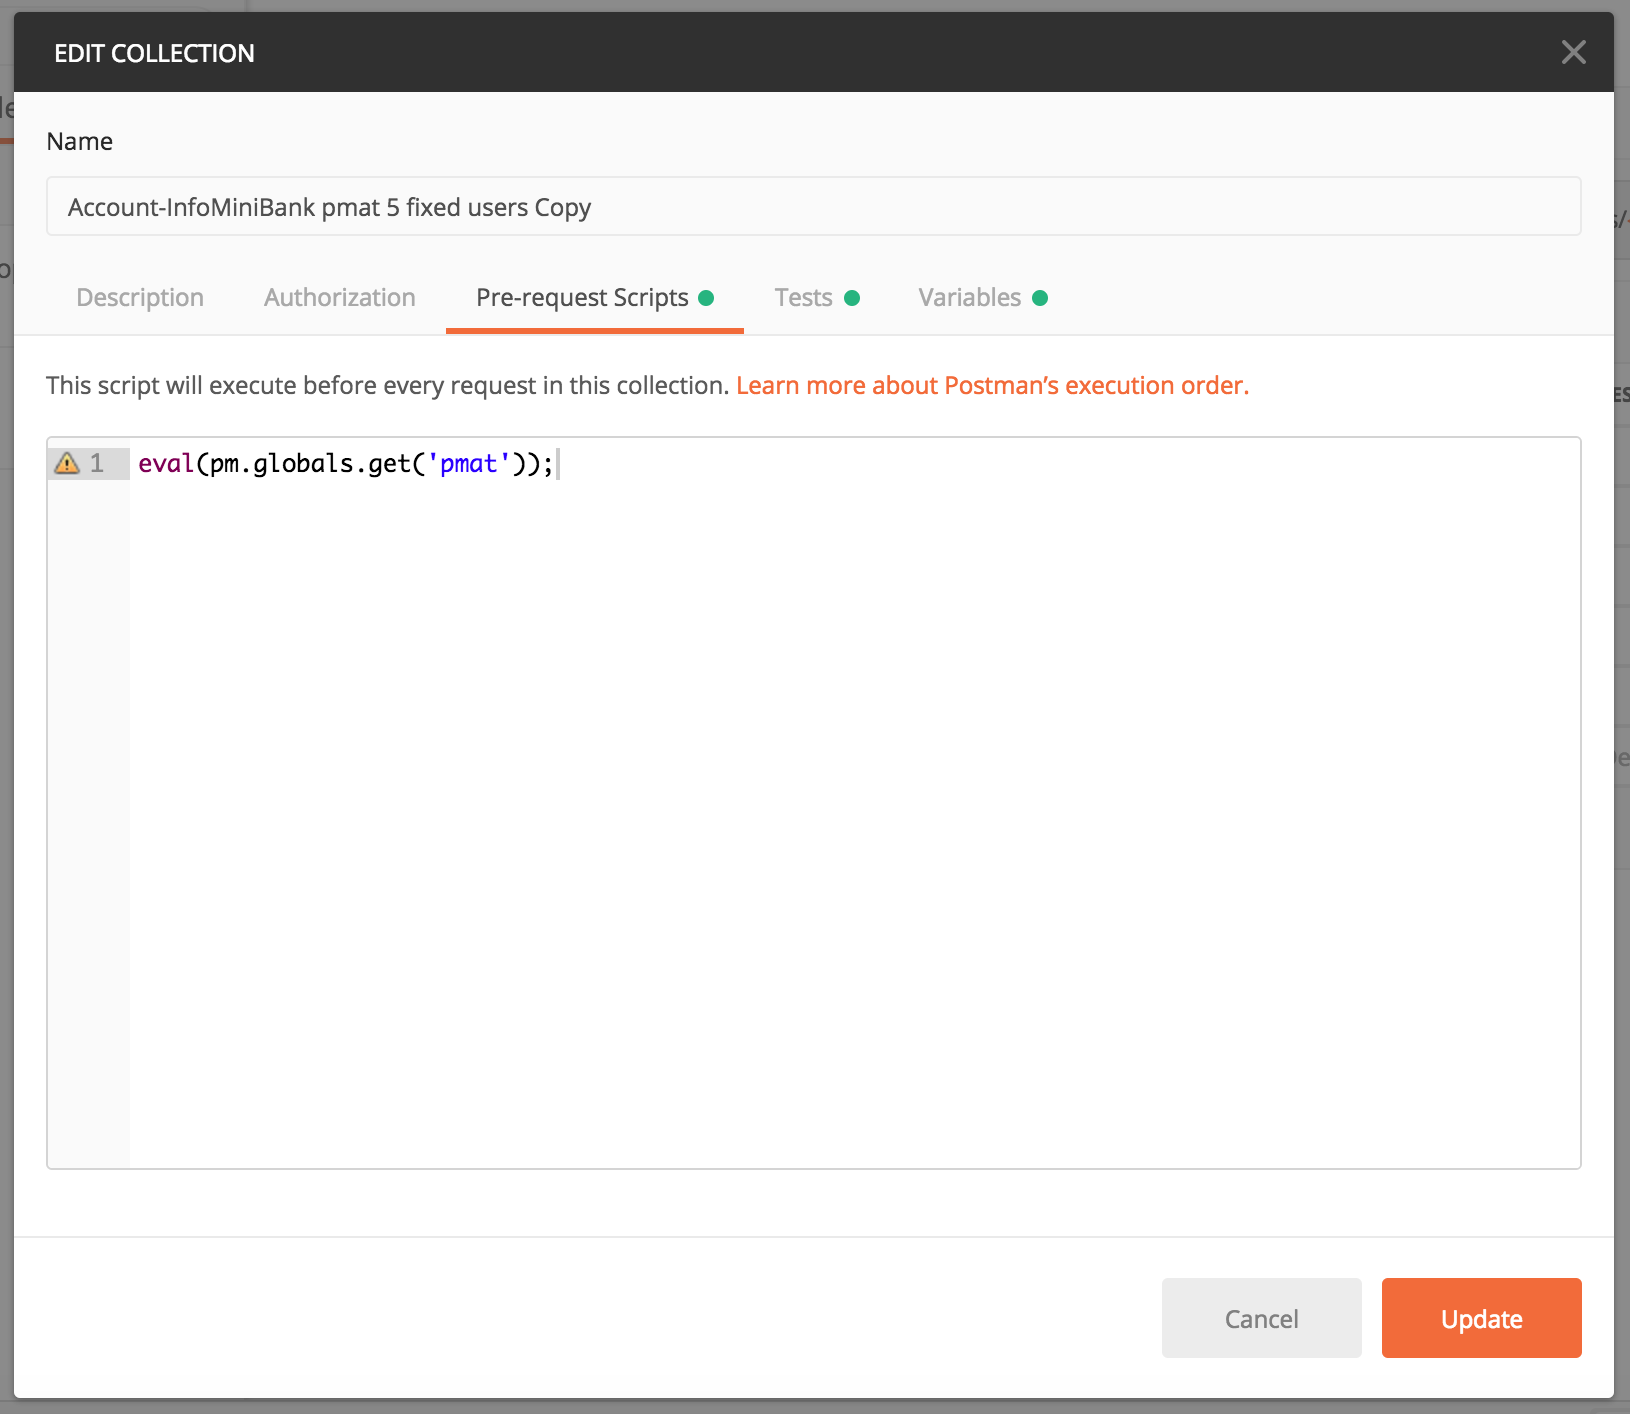 EDIT COLLECTION
Name
Account-InfoMiniBank pmat 5 fixed users Copy
Description Authorization Pre-request Scripts Tests Variables
This script will execute before every request in this collection. Learn more about Postman’s execution order.
1 eval(pm.globals.get('pmat'));
Cancel Update